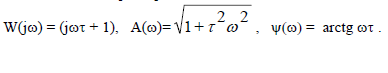 W(jω) = (jωτ + 1), A(ω)= √1 + τ²ω² , ψ(ω) = arctg ωτ .